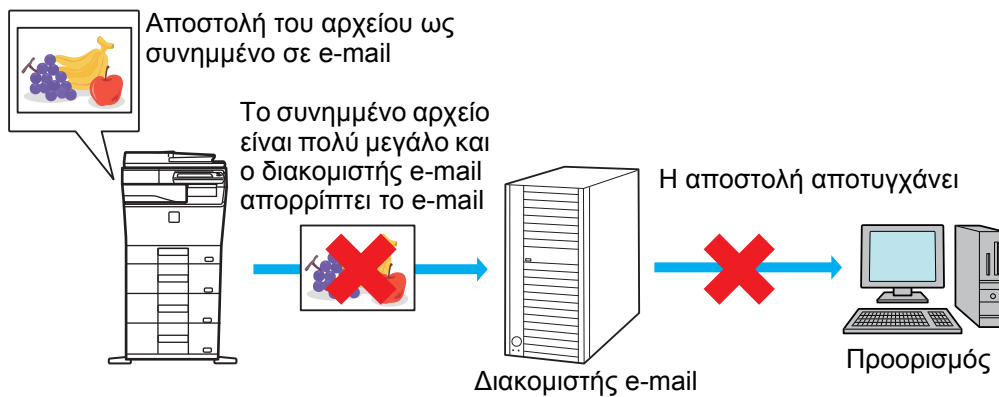 Αποστολή του αρχείου ως
συνημμένο σε e-mail
Το συνημμένο αρχείο
είναι πολύ μεγάλο και
ο διακομιστής e-mail
απορρίπτει το e-mail
Η αποστολή αποτυγχάνει
Διακομιστής e-mail
Προορισμός